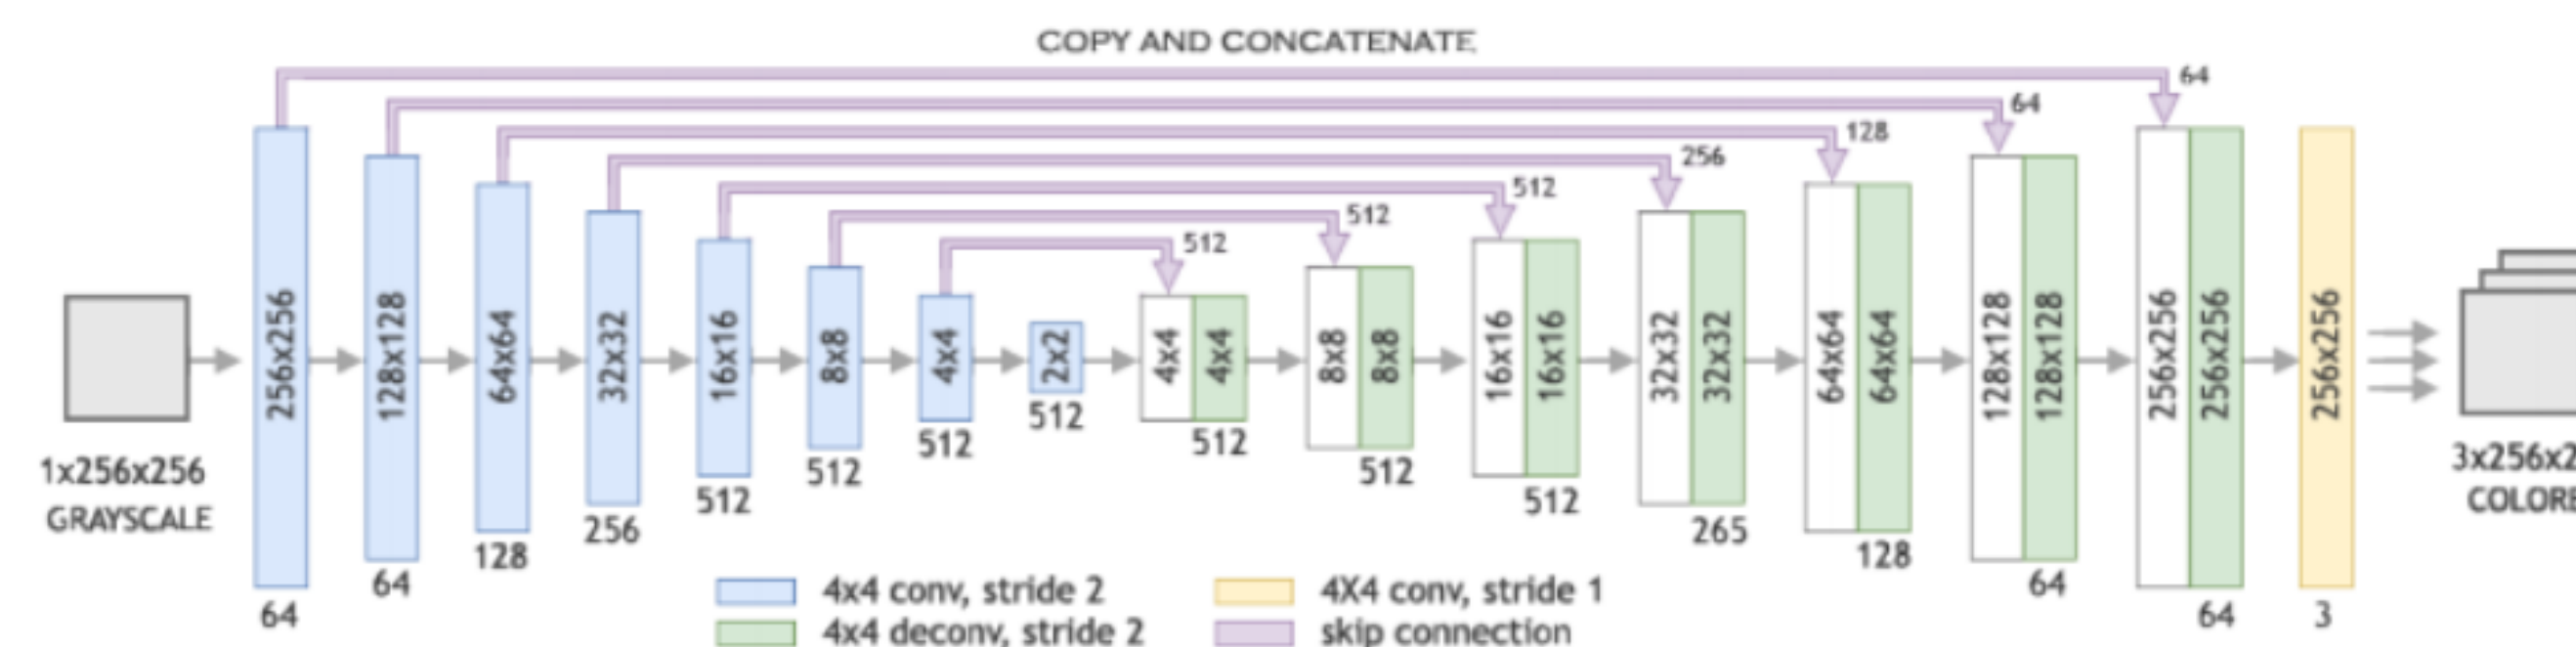 COPY AND CONCATENATE
64
64
128
256
512
512
512
256x256
128x128
64x64
32x32
16x16
8x8
4x4
2x2
4x4
4x4
8x8
8x8
16x16
16x16
32x32
32x32
64x64
64x64
128x128
128x128
256x256
256x256
256x256
1x256x256
GRAYSCALE
64
64
128
256
512
512
512
512
512
512
512
265
128
64
64
3
3x256x2
COLORE
4x4 conv, stride 2
4X4 conv, stride 1
4x4 deconv, stride 2
skip connection